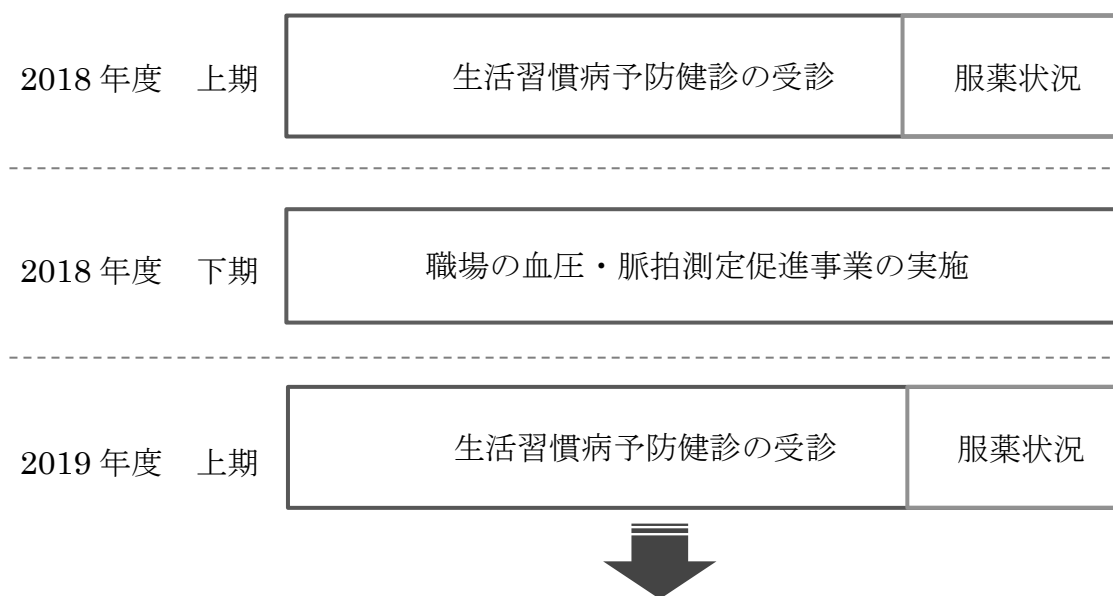 2018 年度　上期　生活習慣病予防健診の受診　服薬状況
2018 年度　下期　職場の血圧・脈拍測定促進事業の実施
2019 年度　上期　生活習慣病予防健診の受診　服薬状況